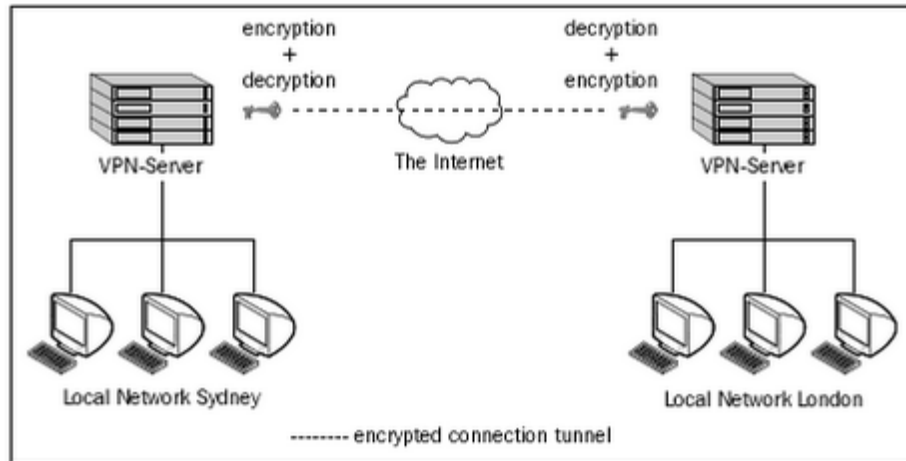 encryption
+
decryption
decryption
+
encryption
VPN-Server
The Internet
VPN-Server
Local Network Sydney
Local Network London
encrypted connection tunnel